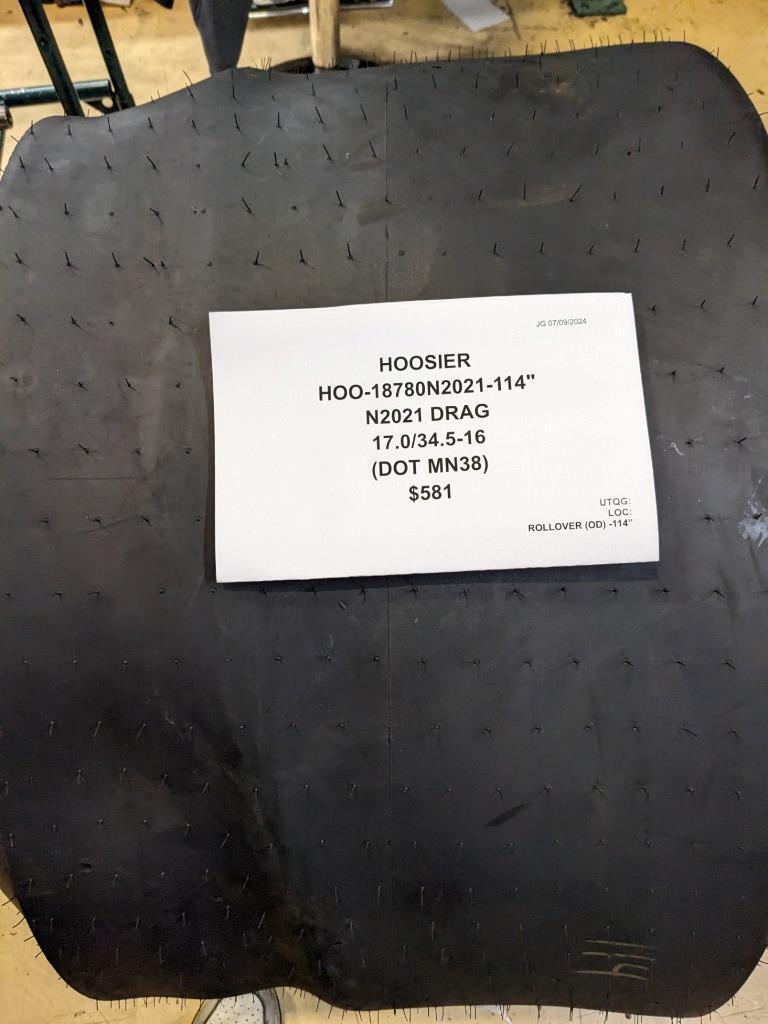 JG 07/09/2024
HOOSIER
HOO-18780N2021-114"
N2021 DRAG
17.0/34.5-16
(DOT MN38)
$581
UTQG:
LOC:
ROLLOVER (OD) -114"